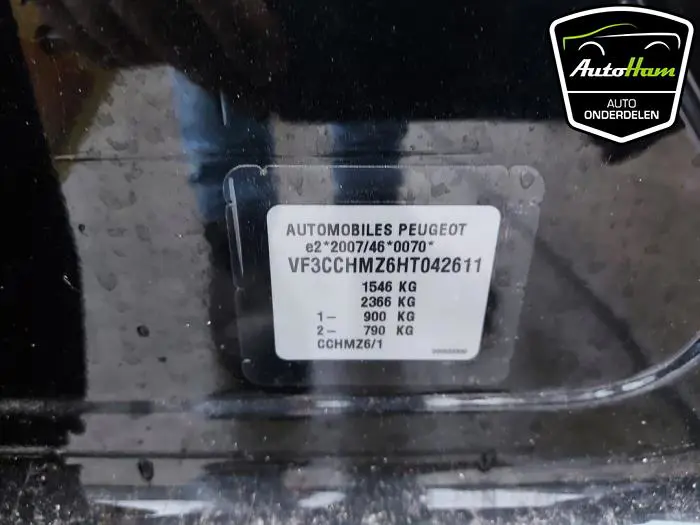 AutoHam
AUTO
ONDERDELEN
AUTOMOBILES PEUGEOT
e2*2007/46*0070*
VF3CCHMZ6HT042611
1546 KG
2366 KG
1- 900 KG
2- 790 KG
CCHMZ6/1